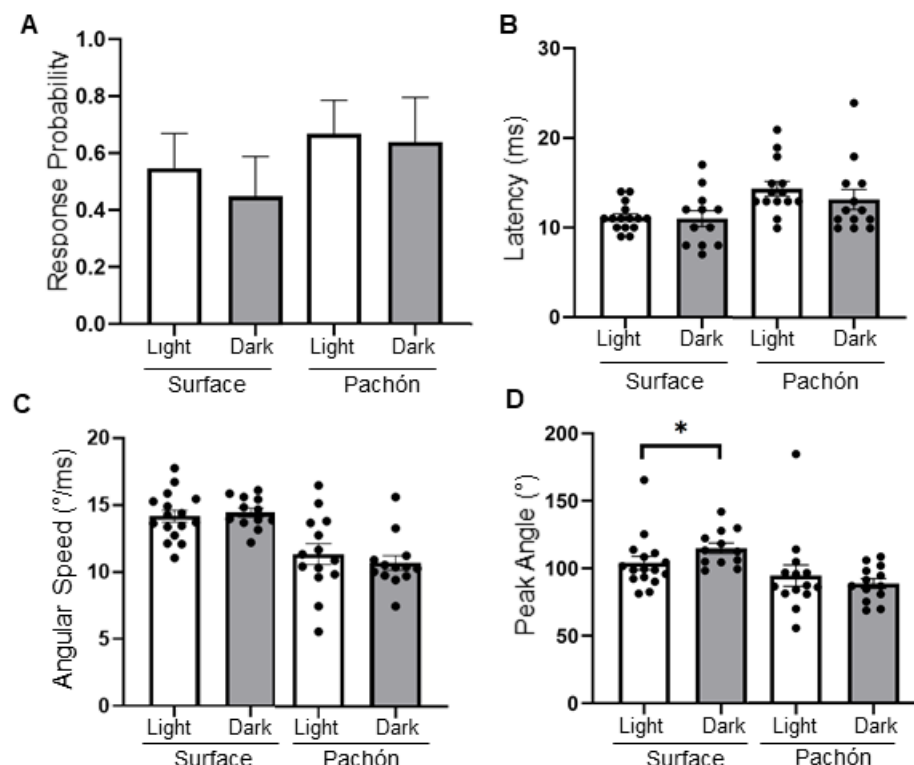 A
1.0
0.8
0.6
0.4
0.2
0.0
Response Probability
Light Dark Light Dark
Surface Pachón
B
30
20
10
0
Latency (ms)
Light Dark Light Dark
Surface Pachón
C
20
15
10
5
0
Angular Speed (°/ms)
Light Dark Light Dark
Surface Pachón
D
200
150
100
50
0
Peak Angle (°)
*
Light Dark Light Dark
Surface Pachón